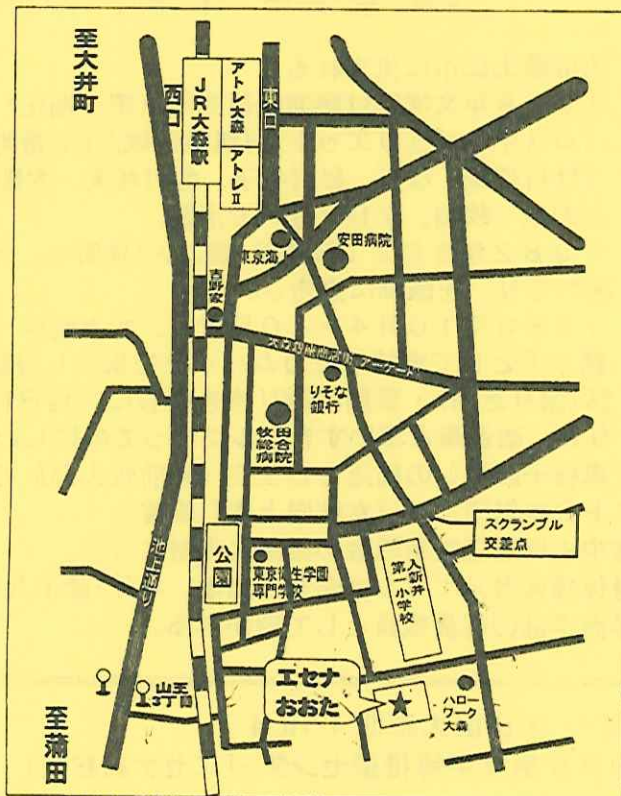 至大井町
西口
JR大森駅
アトレ大森
アトレⅡ
東口
東京海上
安田病院
吉野家
大森銀座商店街 アーケード
りそな
銀行
牧田
総合
病院
スクランブル
交差点
公園
東京衛生学園
専門学校
入新井
第一小学校
池上通り
エセナ
おおた
ハロー
ワーク
大森
山王
3丁目
至蒲田